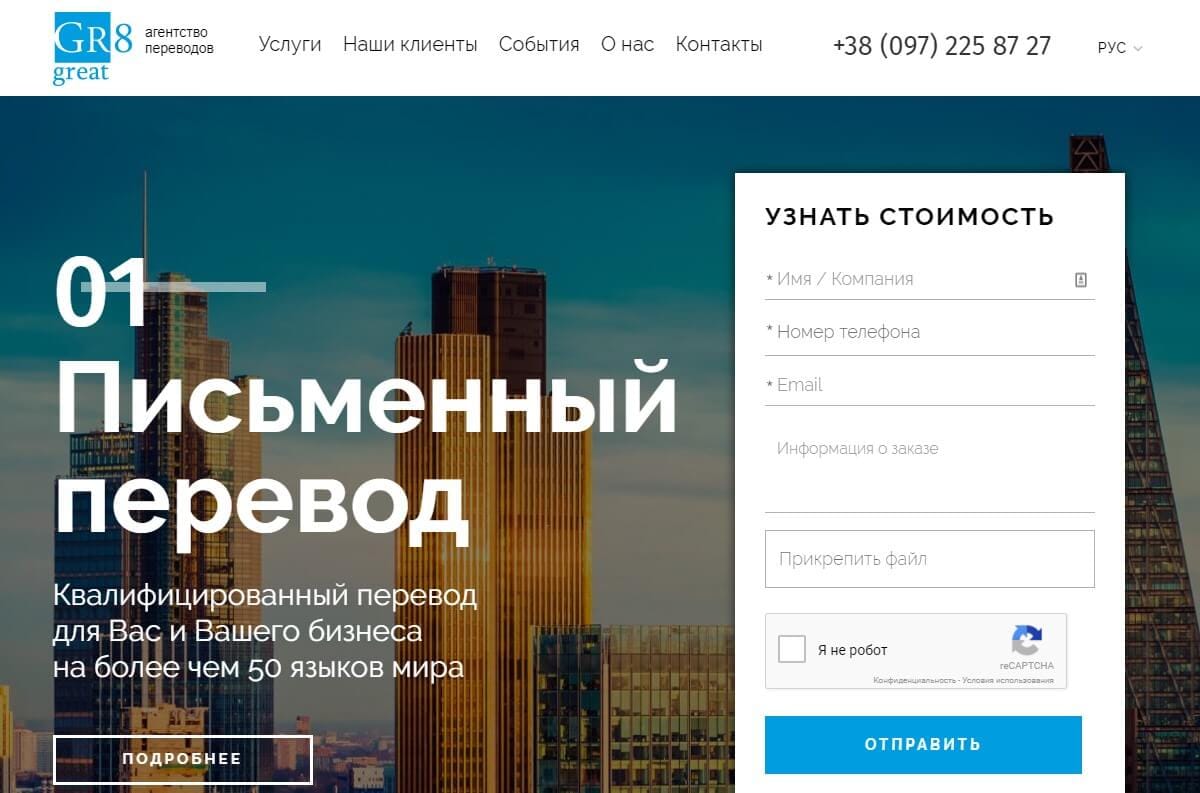 GR8
great
агентство
переводов
Услуги
Наши клиенты
События
О нас
Контакты
+38 (097) 225 87 27
РУС
01
Письменный
перевод
Квалифицированный перевод
для Вас и Вашего бизнеса
на более чем 50 языков мира
ПОДРОБНЕЕ
УЗНАТЬ СТОИМОСТЬ
* Имя / Компания
* Номер телефона
* Email
Информация о заказе
Прикрепить файл
Я не робот
reCAPTCHA
Конфиденциальность - Условия использования
ОТПРАВИТЬ